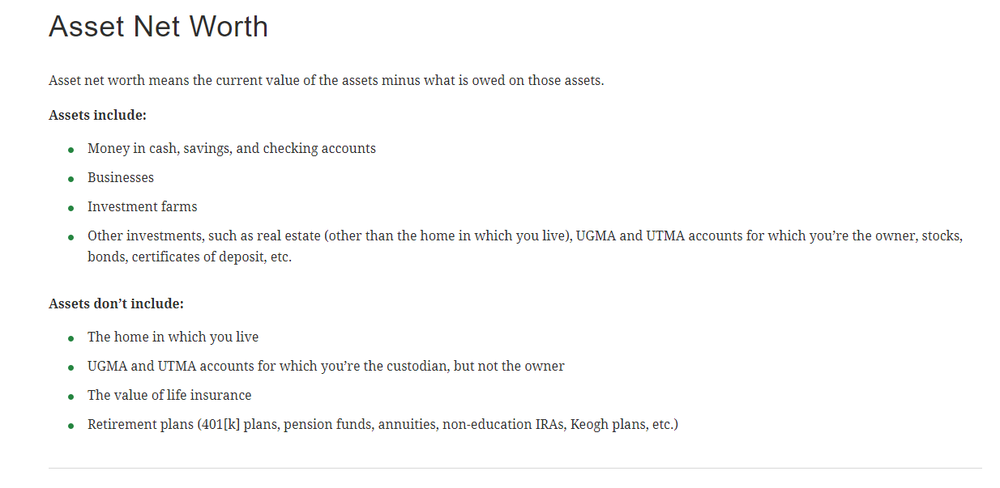 Asset Net Worth
Asset net worth means the current value of the assets minus what is owed on those assets.
Assets include:
Money in cash, savings, and checking accounts
Businesses
Investment farms
Other investments, such as real estate (other than the home in which you live), UGMA and UTMA accounts for which you’re the owner, stocks,
bonds, certificates of deposit, etc.
Assets don’t include:
The home in which you live
UGMA and UTMA accounts for which you’re the custodian, but not the owner
The value of life insurance
Retirement plans (401[k] plans, pension funds, annuities, non-education IRAs, Keogh plans, etc.)